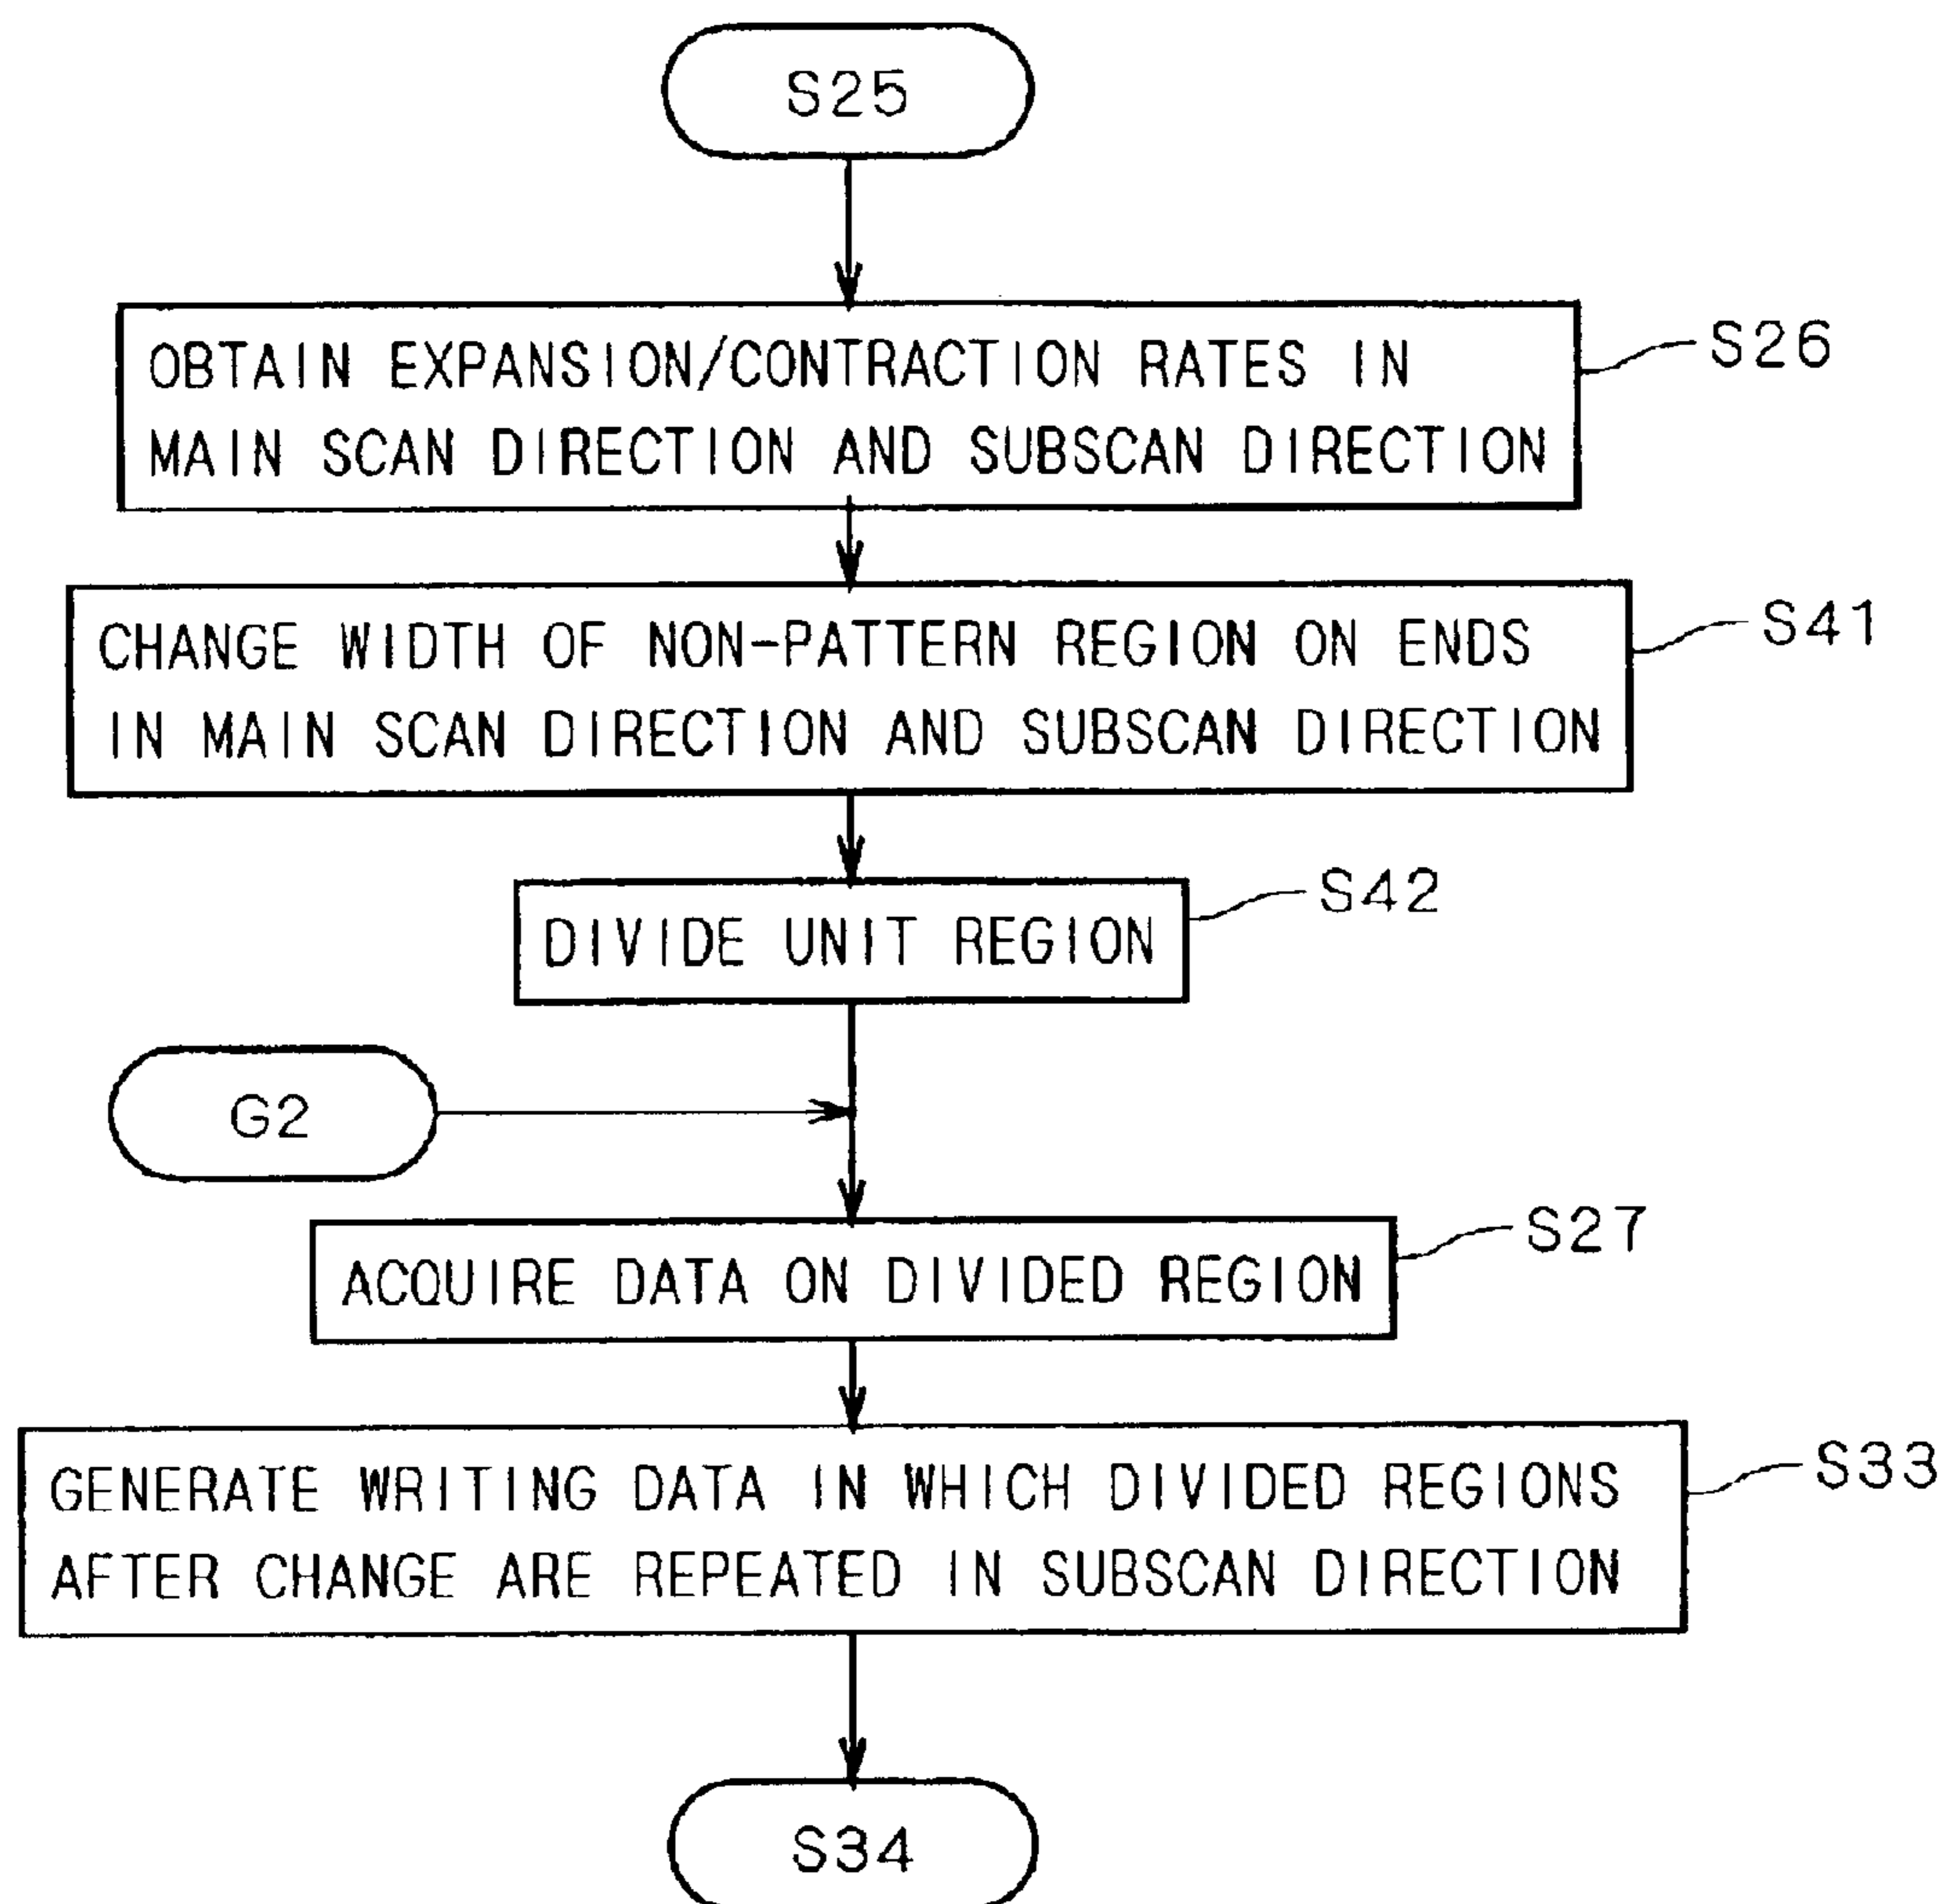 S25
OBTAIN EXPANSION/CONTRACTION RATES IN
MAIN SCAN DIRECTION AND SUBSCAN DIRECTION
S26
CHANGE WIDTH OF NON-PATTERN REGION ON ENDS
IN MAIN SCAN DIRECTION AND SUBSCAN DIRECTION
S41
DIVIDE UNIT REGION
S42
G2
ACQUIRE DATA ON DIVIDED REGION
S27
GENERATE WRITING DATA IN WHICH DIVIDED REGIONS
AFTER CHANGE ARE REPEATED IN SUBSCAN DIRECTION
S33
S34